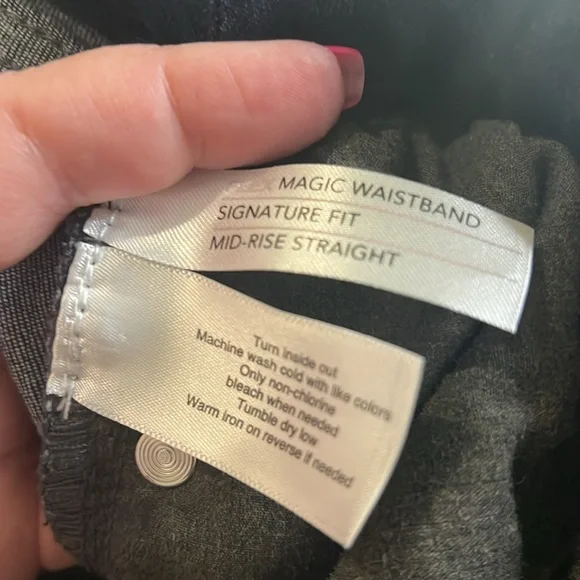 MAGIC WAISTBAND
SIGNATURE FIT
MID-RISE STRAIGHT
Turn inside out
Machine wash cold with like colors
Only non-chlorine
bleach when needed
Tumble dry low
Warm iron on reverse if needed